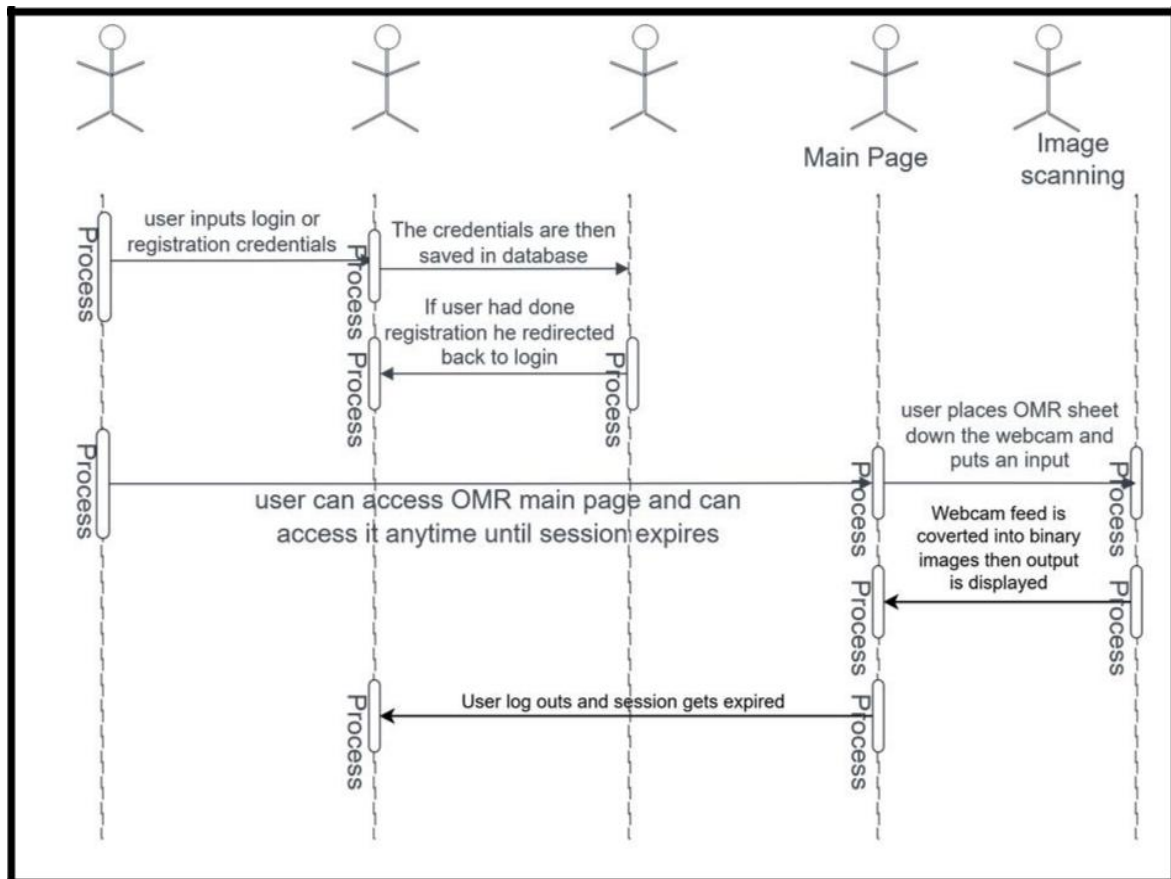 Main Page
Image
scanning
user inputs login or
registration credentials
Process
Process
The credentials are then
saved in database
If user had done
registration he redirected
back to login
Process
Process
Process
user can access OMR main page and can
access it anytime until session expires
Process
user places OMR sheet
down the webcam and
puts an input
Process
Webcam feed is
coverted into binary
images then output
is displayed
Process
Process
User log outs and session gets expired
Process
Process